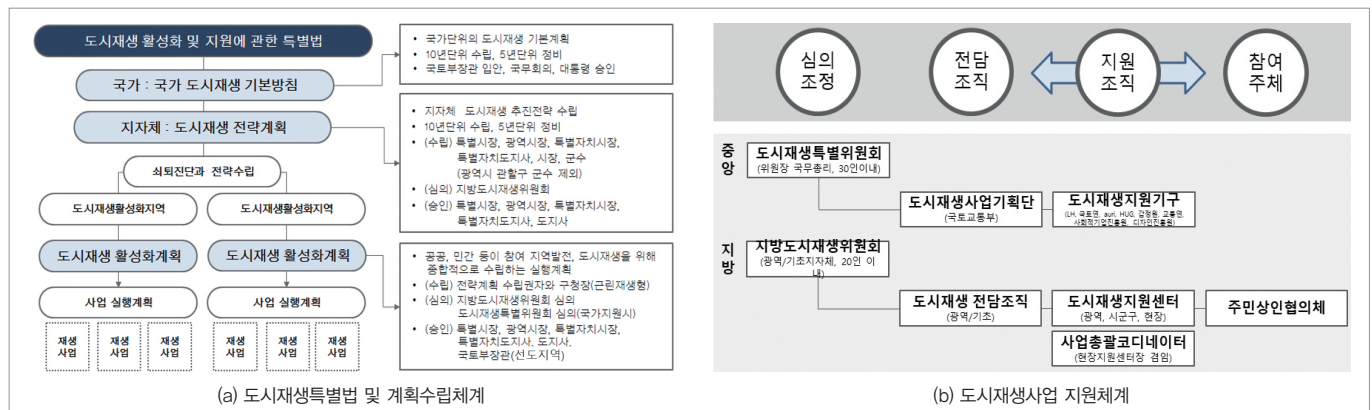 도시재생 활성화 및 지원에 관한 특별법
국가 : 국가 도시재생 기본방침
지자체 : 도시재생 전략계획
쇠퇴진단과 전략수립
도시재생활성화지역
도시재생활성화지역
도시재생 활성화계획
도시재생 활성화계획
사업 실행계획
사업 실행계획
재생
사업
재생
사업
재생
사업
재생
사업
재생
사업
재생
사업
• 국가단위의 도시재생 기본계획
• 10년단위 수립, 5년단위 정비
• 국토부장관 입안, 국무회의, 대통령 승인
• 지자체 도시재생 추진전략 수립
• 10년단위 수립, 5년단위 정비
• (수립) 특별시장, 광역시장, 특별자치시장,
특별자치도지사, 시장, 군수
(광역시 관할구 군수 제외)
• (심의) 지방도시재생위원회
• (승인) 특별시장, 광역시장, 특별자치시장,
특별자치도지사, 도지사
• 공공, 민간 등이 참여 지역발전, 도시재생을 위해
종합적으로 수립하는 실행계획
• (수립) 전략계획 수립권자와 구청장(근린재생형)
• (심의) 지방도시재생위원회 심의
도시재생특별위원회 심의(국가지원시)
• (승인) 특별시장, 광역시장, 특별자치시장,
특별자치도지사, 도지사,
국토부장관(선도지역)
(a) 도시재생특별법 및 계획수립체계
심의
조정
전담
조직
지원
조직
참여
주체
중
앙
도시재생특별위원회
(위원장 국무총리, 30인이내)
도시재생사업기획단
(국토교통부)
도시재생지원기구
(LH, 국토연, auri, HUG, 감정원, 교통연,
사회적기업진흥원, 디자인진흥원)
지
방
지방도시재생위원회
(광역/기초지자체, 20인 이
내)
도시재생 전담조직
(광역/기초)
도시재생지원센터
(광역, 시군구, 현장)
주민상인협의체
사업총괄코디네이터
(현장지원센터장 겸임)
(b) 도시재생사업 지원체계